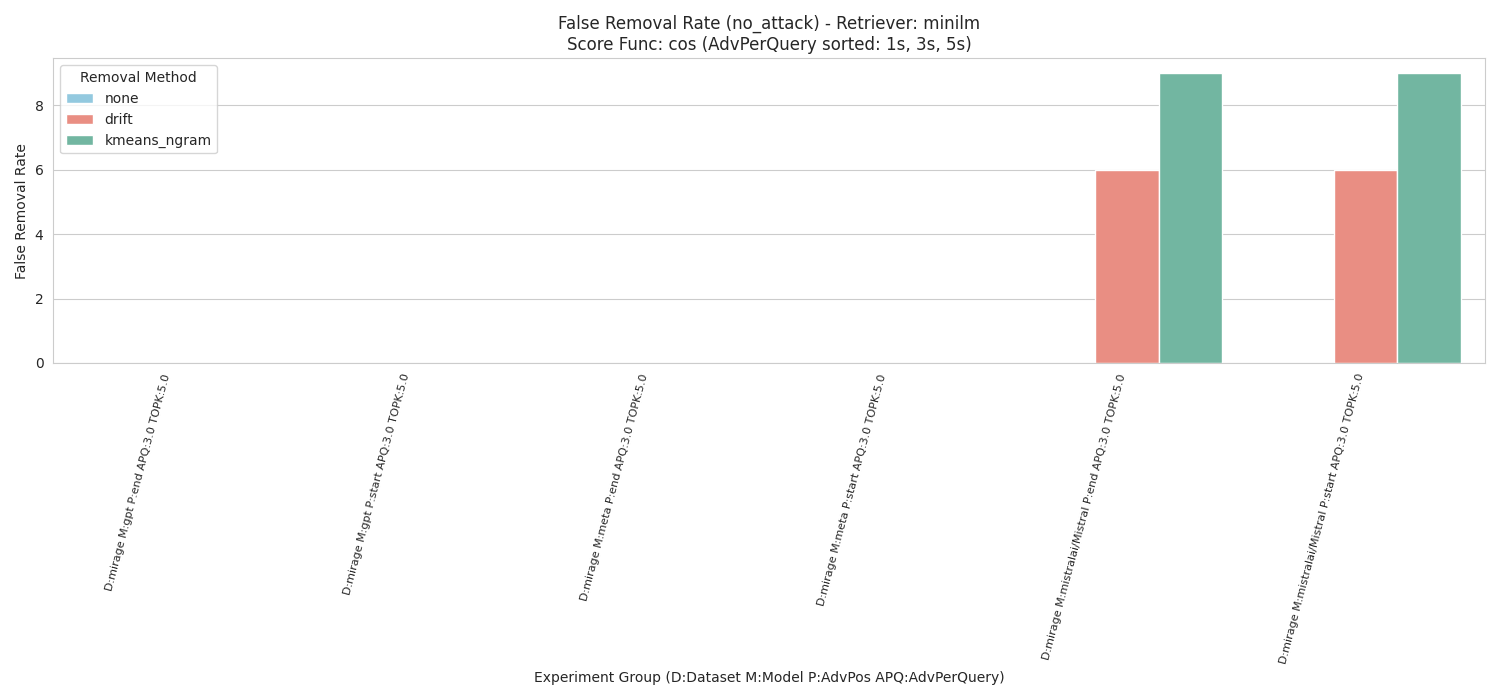 False Removal Rate (no_attack) - Retriever: minilm
Score Func: cos (AdvPerQuery sorted: 1s, 3s, 5s)
Removal Method
none
drift
kmeans_ngram
False Removal Rate
8
6
4
2
0
D:mirage M:gpt P:end APQ:3.0 TOPK:5.0
D:mirage M:gpt P:start APQ:3.0 TOPK:5.0
D:mirage M:meta P:end APQ:3.0 TOPK:5.0
D:mirage M:meta P:start APQ:3.0 TOPK:5.0
D:mirage M:mistralai/Mistral P:end APQ:3.0 TOPK:5.0
D:mirage M:mistralai/Mistral P:start APQ:3.0 TOPK:5.0
Experiment Group (D:Dataset M:Model P:AdvPos APQ:AdvPerQuery)